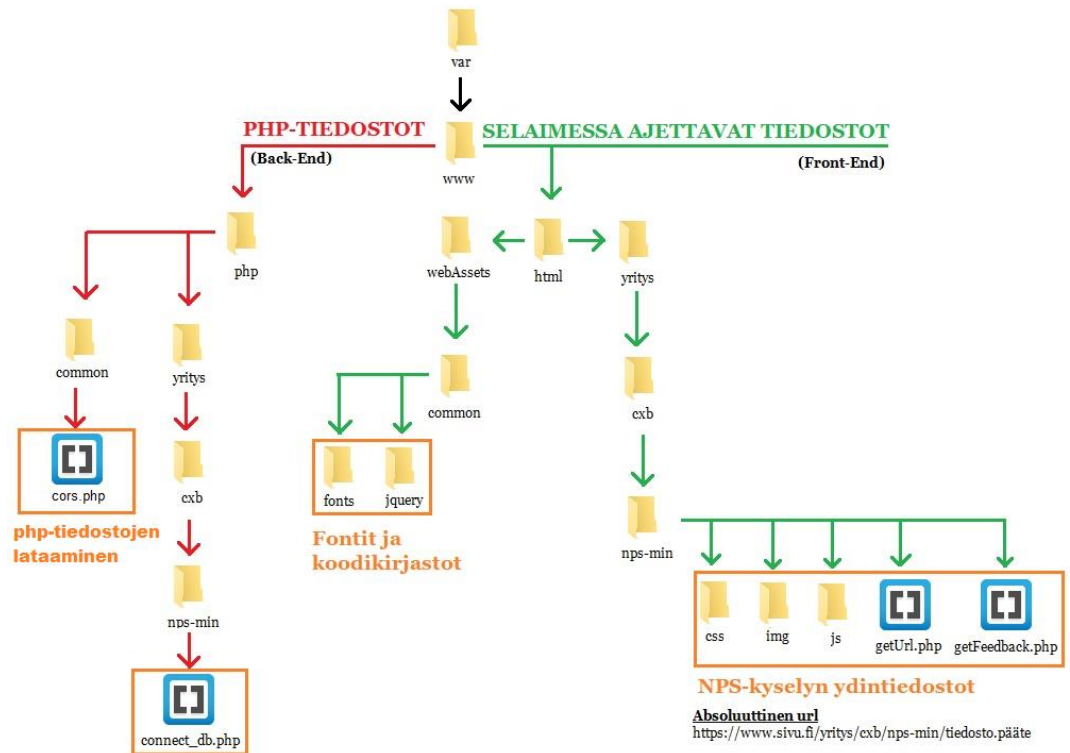 var
PHP-TIEDOSTOT
SELAIMESSA AJETTAVAT TIEDOSTOT
(Back-End)
(Front-End)
www
php
webAssets
html
yritys
common
yritys
common
cxb
cors.php
cxb
fonts
jquery
php-tiedostojen
lataaminen
Fontit ja
koodikirjastot
nps-min
nps-min
css
img
js
getUrl.php
getFeedback.php
NPS-kyselyn ydintiedostot
connect_db.php
Absoluuttinen url
https://www.sivu.fi/yritys/cxb/nps-min/tiedosto.pääte